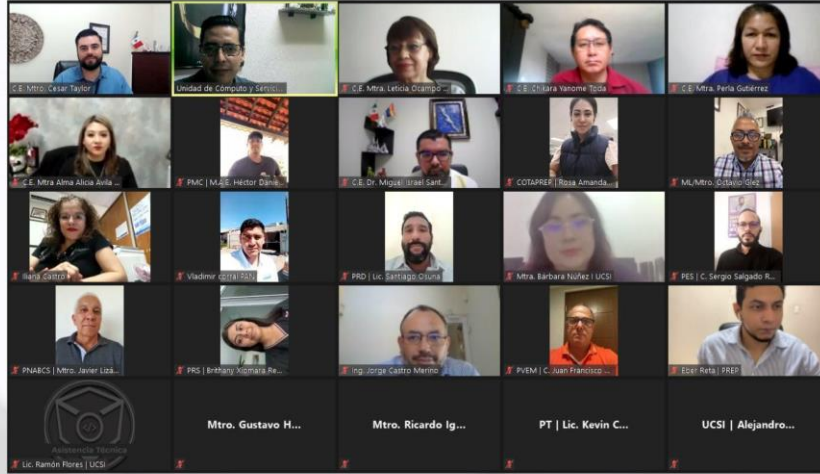 C.E. Mtro. Cesar Taylor
Unidad de Cómputo y Servici...
C.E. Mtra. Leticia Ocampo ...
C.E. Chikara Yanome Toda
C.E. Mtra. Perla Gutiérrez
C.E. Mtra Alma Alicia Avila ...
PMC | M.A.E. Héctor Danie...
C.E. Dr. Miguel Israel Sant...
COTAPREP | Rosa Amanda...
ML/Mtro. Octavio Glez
Iliana Castro
Vladimir corral PAN
PRD | Lic. Santiago Osuna
Mtra. Bárbara Núñez I UCSI
PES | C. Sergio Salgado R...
PNABCS | Mtro. Javier Lizá...
PRS | Brithany Xiomara Re...
Ing. Jorge Castro Merino
PVEM | C. Juan Francisco ...
Eber Reta | PREP
Asistencia Técnica
Lic. Ramón Flores | UCSI
Mtro. Gustavo H...
Mtro. Ricardo Ig...
PT | Lic. Kevin C...
UCSI | Alejandro...